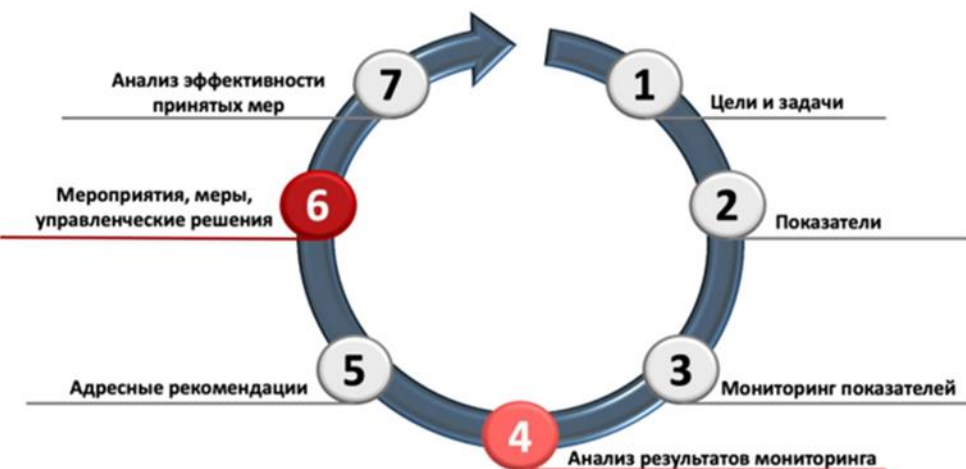 1
Цели и задачи
2
Показатели
3
Мониторинг показателей
4
Анализ результатов мониторинга
5
Адресные рекомендации
6
Мероприятия, меры,
управленческие решения
7
Анализ эффективности
принятых мер